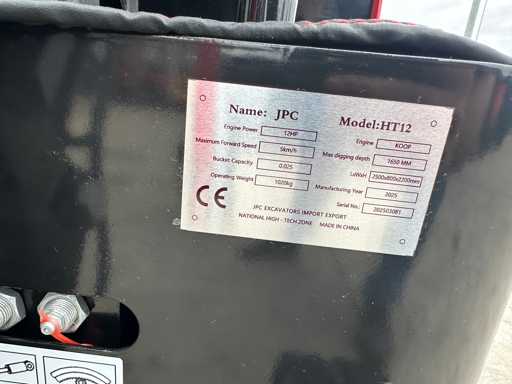 Name: JPC Model:HT12
Engine Power 12HP Engine KOOP
Maximum Forward Speed 5km/h Max digging depth 1650 MM
Bucket Capacity 0.025 LxWxH 2500x800x2200mm
Operating Weight 1020kg Manufacturing Year 2025
CE Serial No.: 
JPC EXCAVATORS IMPORT EXPORT
NATIONAL HIGH - TECH ZONE MADE IN CHINA